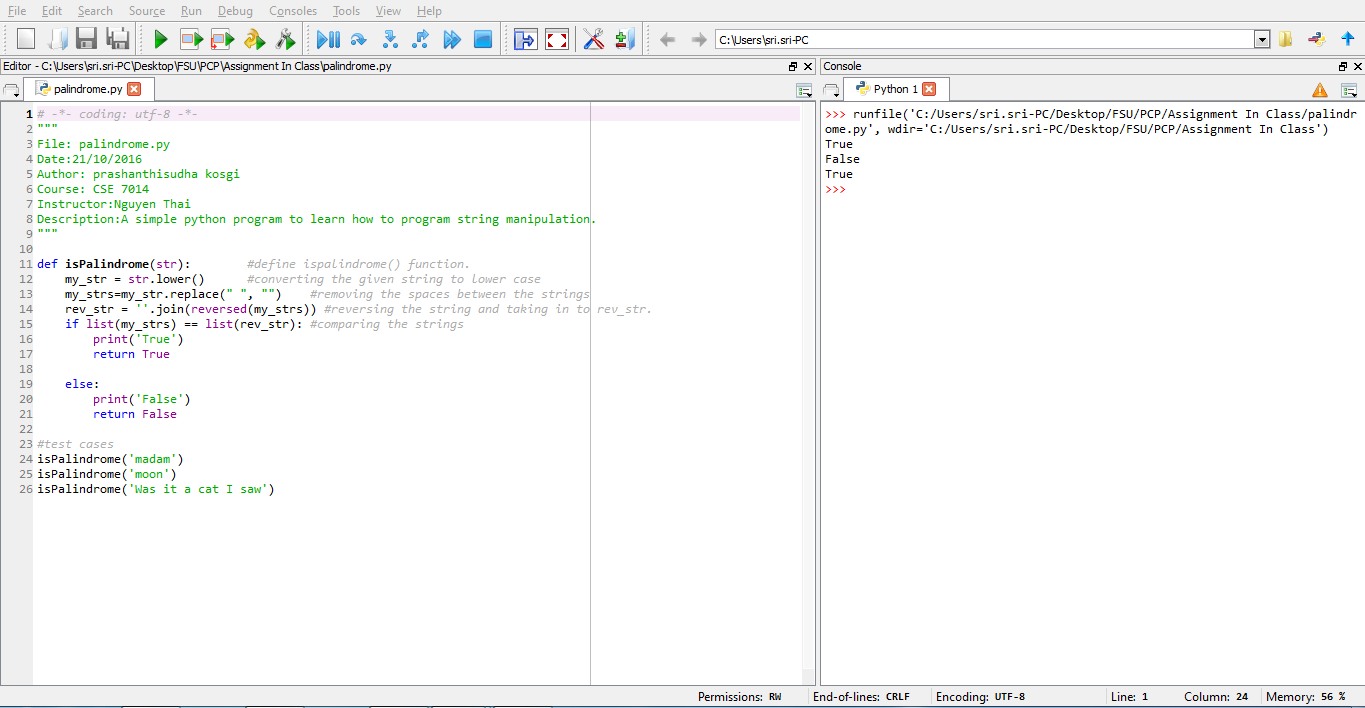 File Edit Search Source Run Debug Consoles Tools View Help
C:\Users\sri.sri-PC
Editor - C:\Users\sri.sri-PC\Desktop\FSU\PCP\Assignment In Class\palindrome.py
palindrome.py
1 # -*- coding: utf-8 -*-
2 """
3 File: palindrome.py
4 Date:21/10/2016
5 Author: prashanthisudha kosgi
6 Course: CSE 7014
7 Instructor:Nguyen Thai
8 Description:A simple python program to learn how to program string manipulation.
9 """
10
11 def isPalindrome(str):        #define ispalindrome() function.
12     my_str = str.lower()      #converting the given string to lower case
13     my_strs=my_str.replace(" ", "")    #removing the spaces between the strings
14     rev_str = ''.join(reversed(my_strs)) #reversing the string and taking in to rev_str.
15     if list(my_strs) == list(rev_str): #comparing the strings
16         print('True')
17         return True
18
19     else:
20         print('False')
21         return False
22
23 #test cases
24 isPalindrome('madam')
25 isPalindrome('moon')
26 isPalindrome('Was it a cat I saw')
Console
Python 1
>>> runfile('C:/Users/sri.sri-PC/Desktop/FSU/PCP/Assignment In Class/palindr
ome.py', wdir='C:/Users/sri.sri-PC/Desktop/FSU/PCP/Assignment In Class')
True
False
True
>>>
Permissions: RW End-of-lines: CRLF Encoding: UTF-8 Line: 1 Column: 24 Memory: 56 %